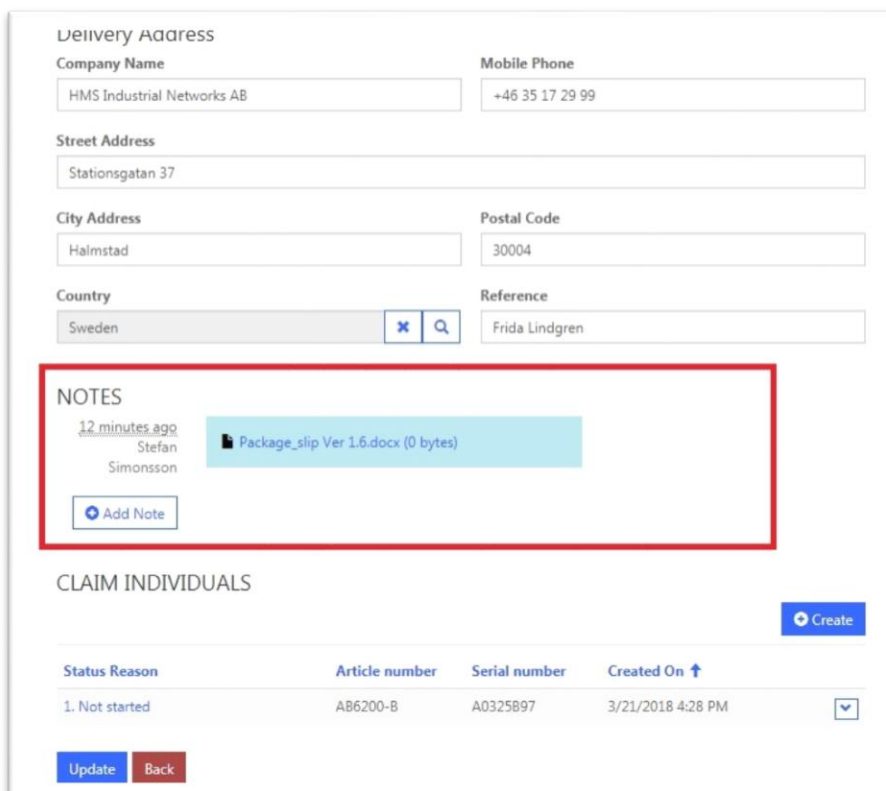 Delivery Address
Company Name Mobile Phone
HMS Industrial Networks AB +46 35 17 29 99
Street Address
Stationsgatan 37
City Address Postal Code
Halmstad 30004
Country Reference
Sweden Frida Lindgren
NOTES
12 minutes ago
Stefan
Simonsson
Package_slip Ver 1.6.docx (0 bytes)
Add Note
CLAIM INDIVIDUALS
Create
Status Reason Article number Serial number Created On
1. Not started AB6200-B A0325B97 3/21/2018 4:28 PM
Update Back